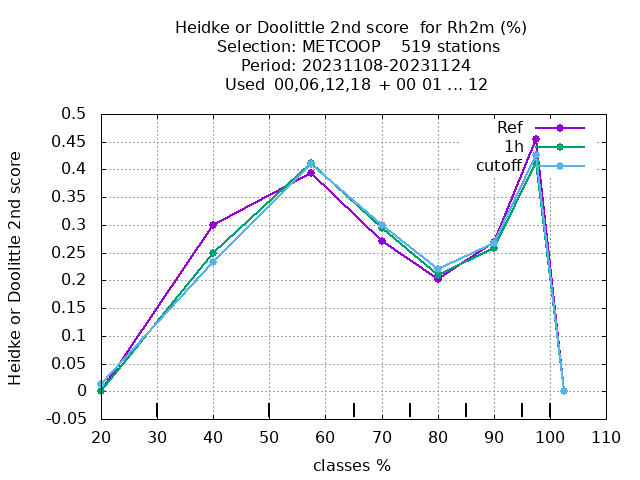 Heidke or Doolittle 2nd score  for Rh2m (%)
Selection: METCOOP    519 stations
Period: 20231108-20231124
Used  00,06,12,18 + 00 01 ... 12
Heidke or Doolittle 2nd score
0.5
0.45
0.4
0.35
0.3
0.25
0.2
0.15
0.1
0.05
0
-0.05
Ref
1h
cutoff
20 30 40 50 60 70 80 90 100 110
classes %